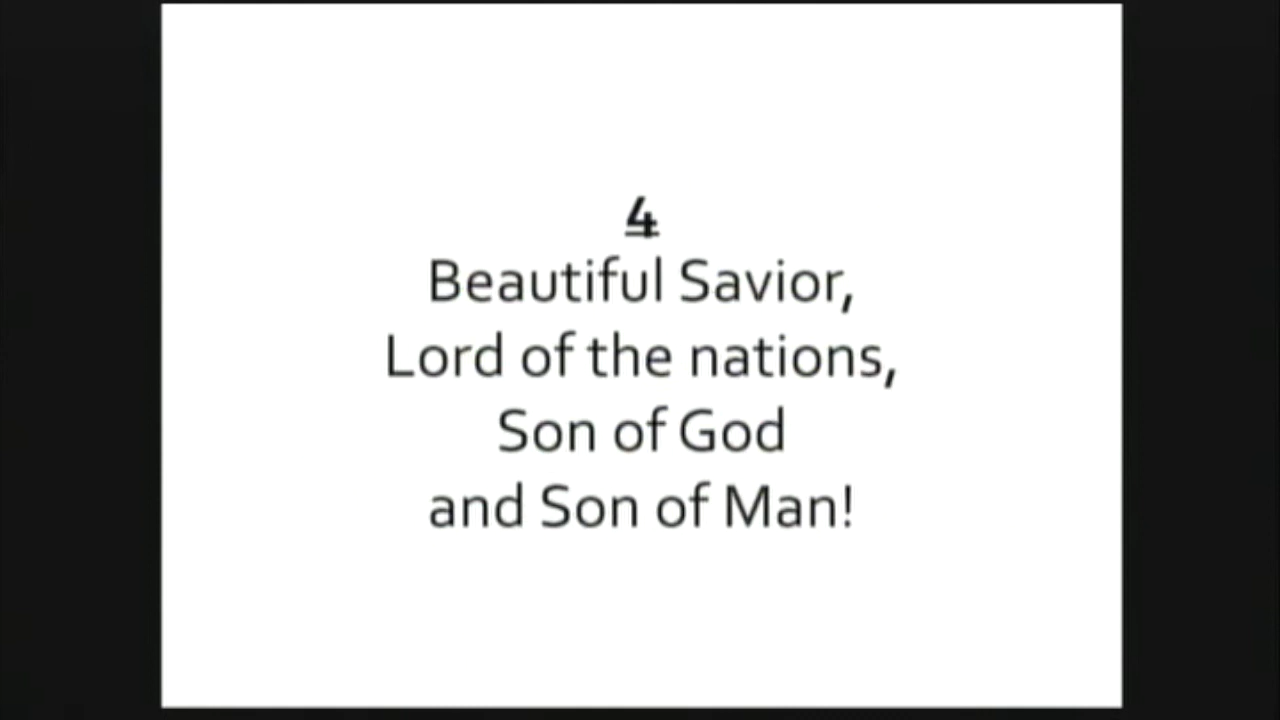 4
Beautiful Savior,
Lord of the nations,
Son of God
and Son of Man!